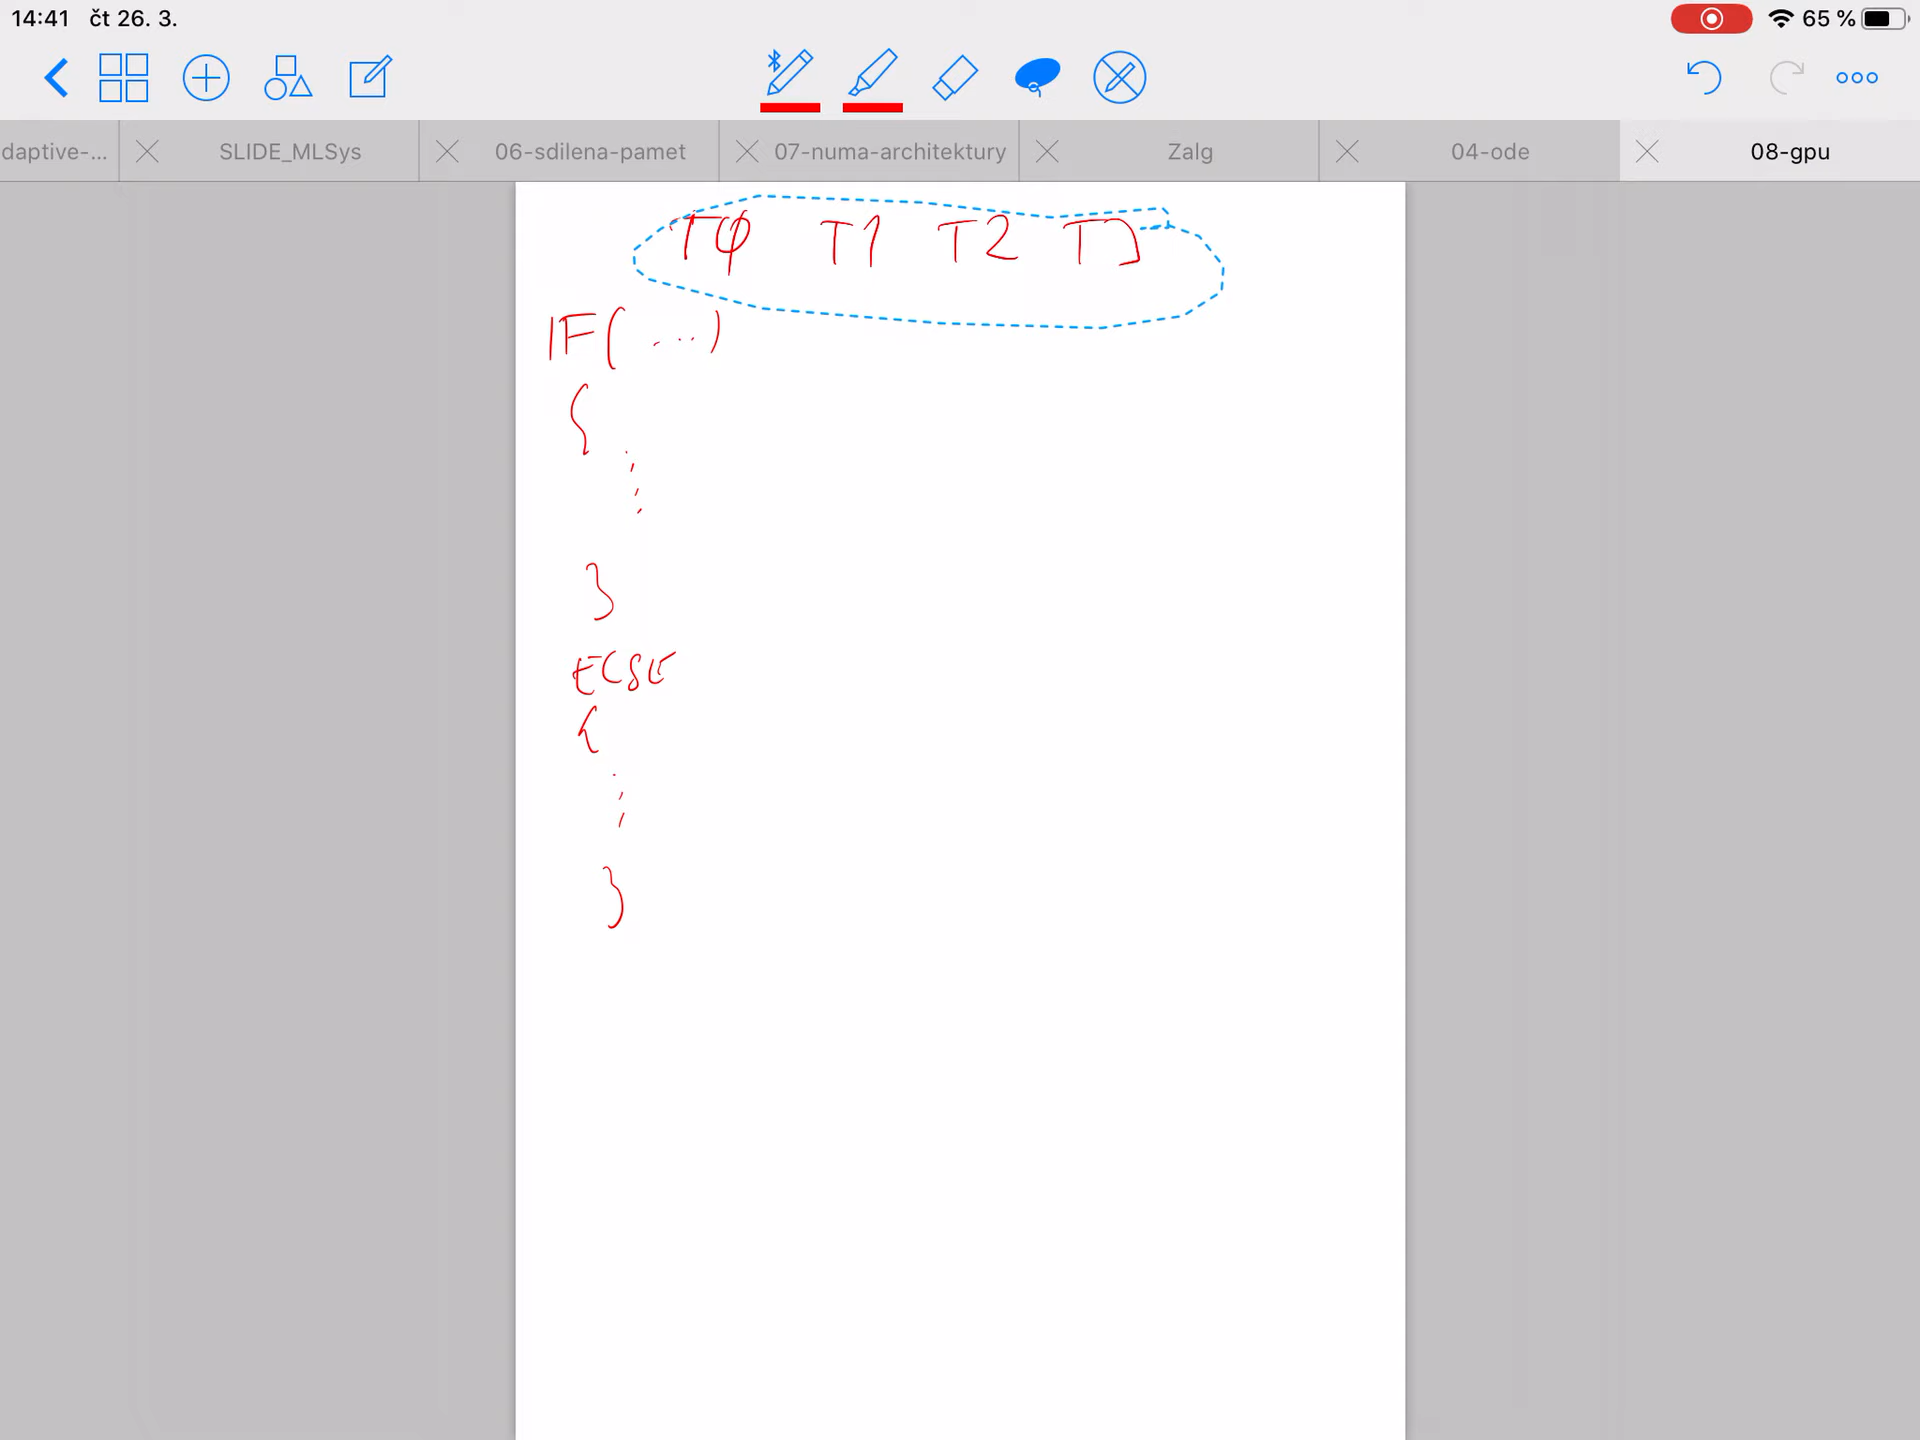 14:41 čt 26. 3. 65 %
daptive-... SLIDE_MLSys 06-sdilena-pamet 07-numa-architektury Zalg 04-ode 08-gpu
Tφ T1 T2 T3
IF( ...)
{
⋮
}
ELSE
{
⋮
}